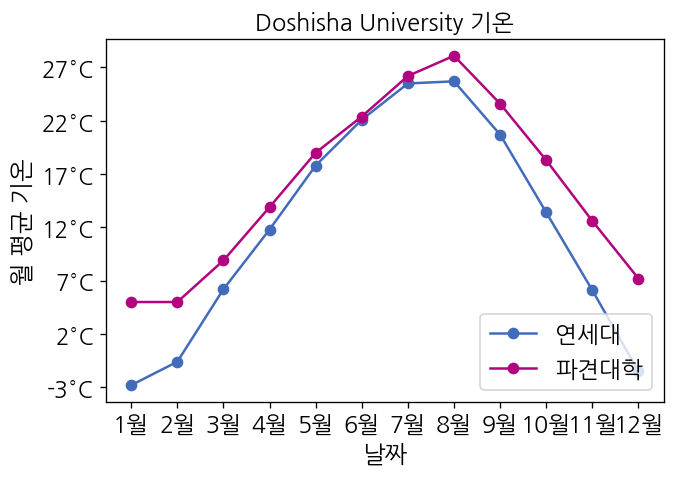 Doshisha University 기온
월 평균 기온
27°C
22°C
17°C
12°C
7°C
2°C
-3°C
1월 2월 3월 4월 5월 6월 7월 8월 9월 10월 11월 12월
날짜
연세대
파견대학